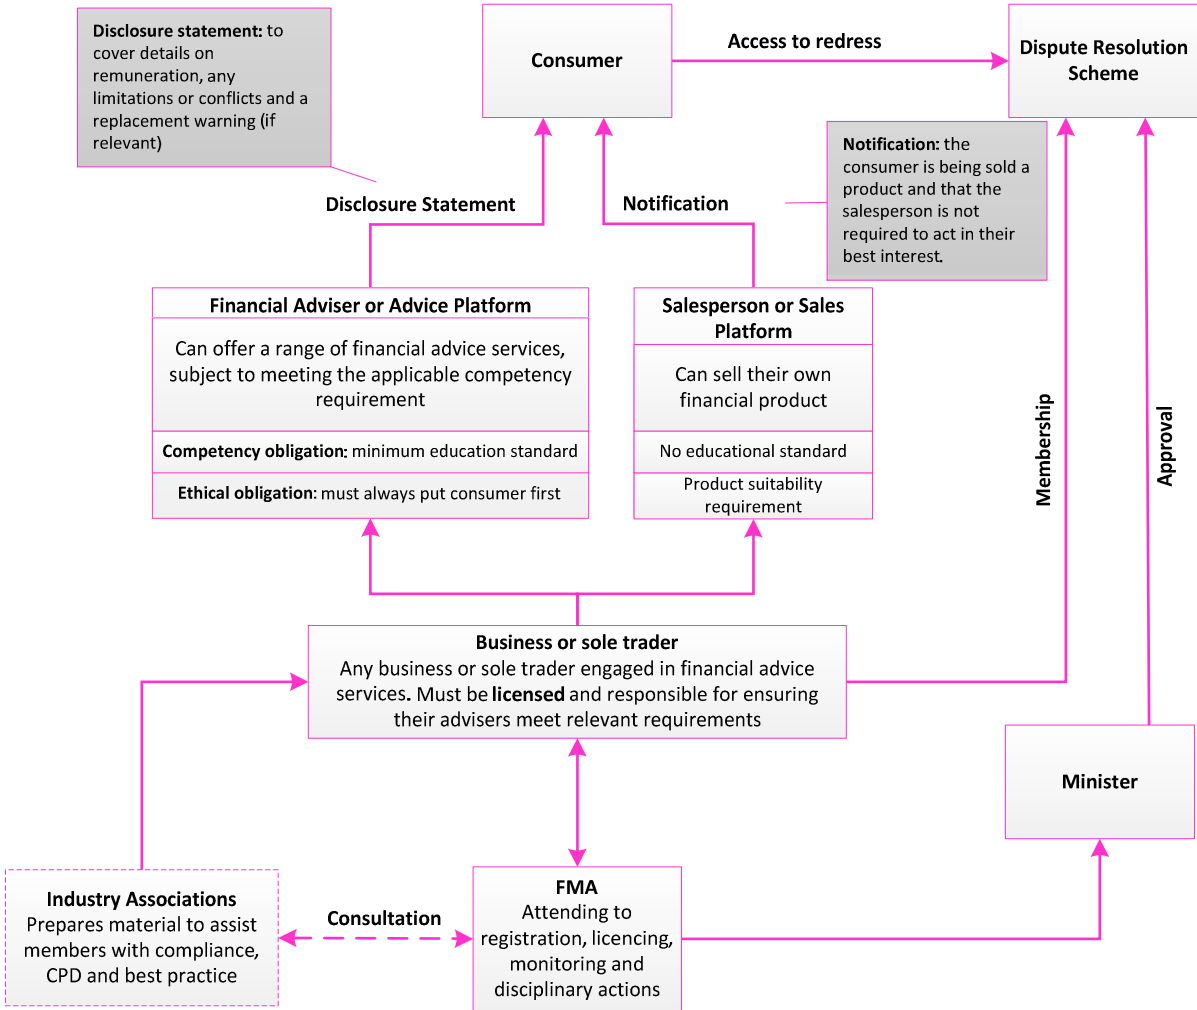 Disclosure statement: to
cover details on
remuneration, any
limitations or conflicts and a
replacement warning (if
relevant)
Consumer
Access to redress
Dispute Resolution
Scheme
Notification: the
consumer is being sold a
product and that the
salesperson is not
required to act in their
best interest.
Disclosure Statement
Notification
Financial Adviser or Advice Platform
Can offer a range of financial advice services,
subject to meeting the applicable competency
requirement
Competency obligation: minimum education standard
Ethical obligation: must always put consumer first
Salesperson or Sales
Platform
Can sell their own
financial product
No educational standard
Product suitability
requirement
Membership
Approval
Business or sole trader
Any business or sole trader engaged in financial advice
services. Must be licensed and responsible for ensuring
their advisers meet relevant requirements
Minister
Industry Associations
Prepares material to assist
members with compliance,
CPD and best practice
Consultation
FMA
Attending to
registration, licencing,
monitoring and
disciplinary actions